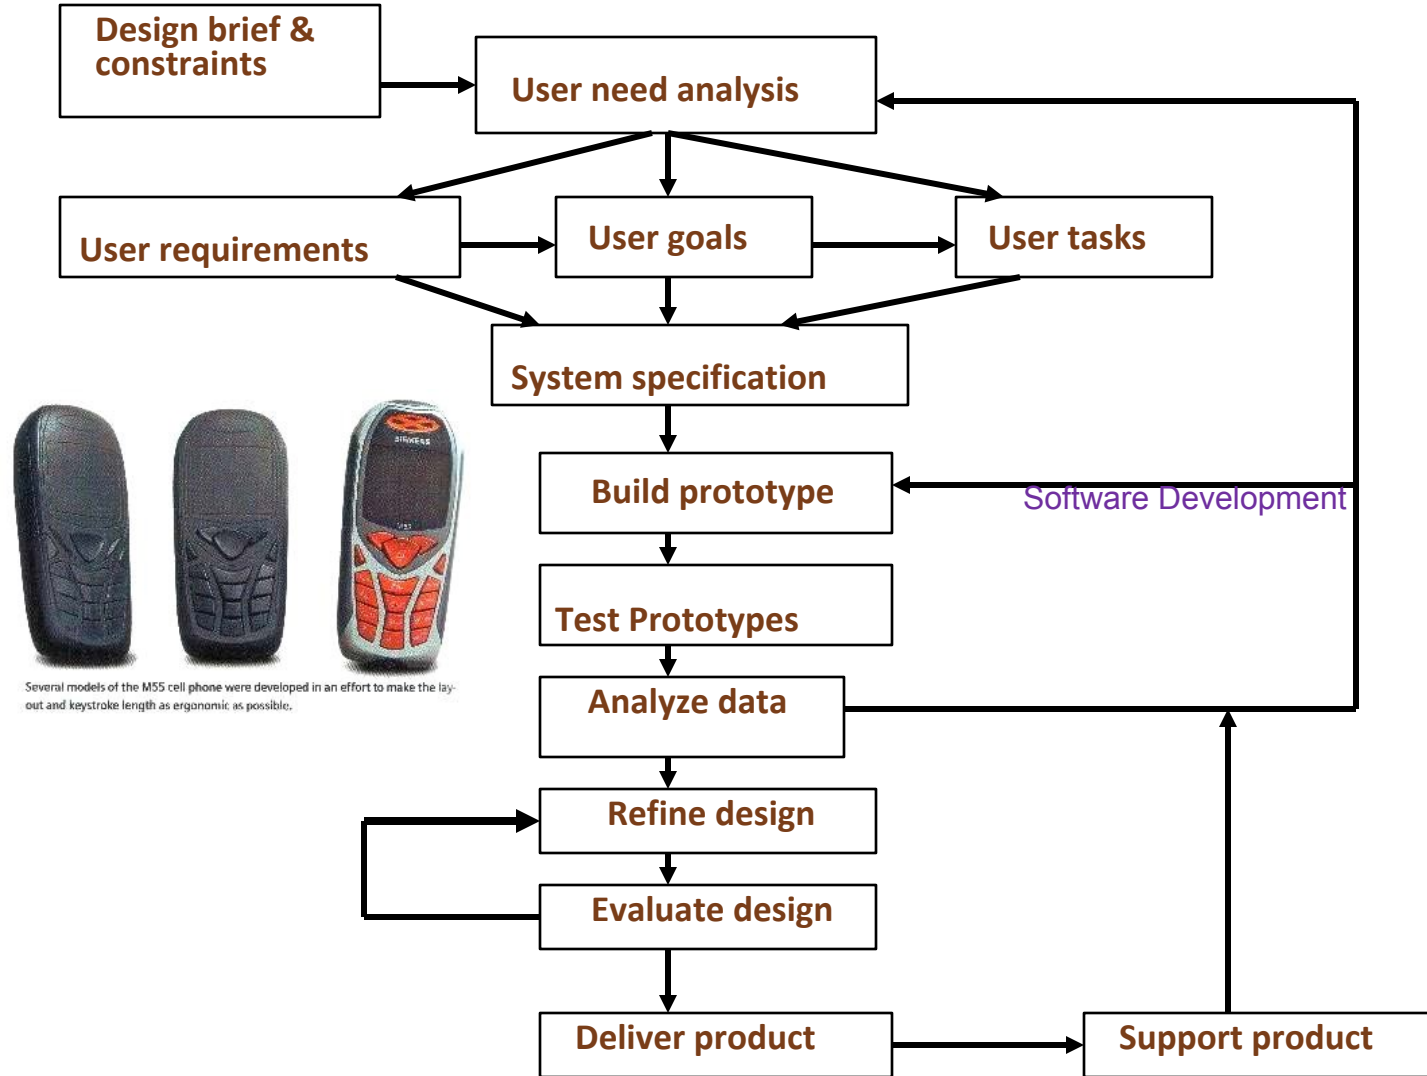 Design brief &
constraints
User need analysis
User requirements
User goals
User tasks
System specification
SIEMENS
M55
Build prototype
Software Development
Test Prototypes
Several models of the M55 cell phone were developed in an effort to make the lay-
out and keystroke length as ergonomic as possible.
Analyze data
Refine design
Evaluate design
Deliver product
Support product